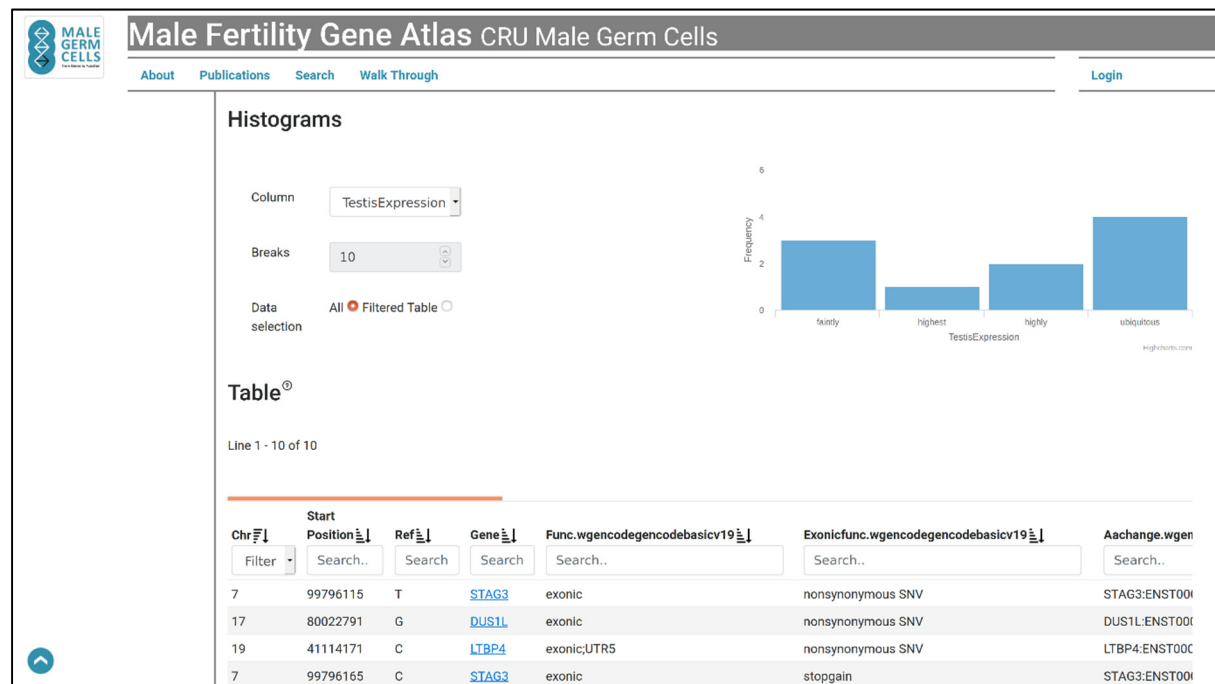 MALE
GERM
CELLS
From Genes to Function
Male Fertility Gene Atlas CRU Male Germ Cells
About Publications Search Walk Through Login
Histograms
Column TestisExpression
Breaks 10
Data selection All Filtered Table
6
4
2
0
Frequency
faintly highest highly ubiquitous
TestisExpression
Highcharts.com
Table
Line 1 - 10 of 10
Chr Start Position Ref Gene Func.wgencodegencodebasicv19 Exonicfunc.wgencodegencodebasicv19 Aachange.wgen
Filter Search.. Search Search Search.. Search.. Search..
7 99796115 T STAG3 exonic nonsynonymous SNV STAG3:ENST00
17 80022791 G DUS1L exonic nonsynonymous SNV DUS1L:ENST00
19 41114171 C LTBP4 exonic;UTR5 nonsynonymous SNV LTBP4:ENST00
7 99796165 C STAG3 exonic stopgain STAG3:ENST00